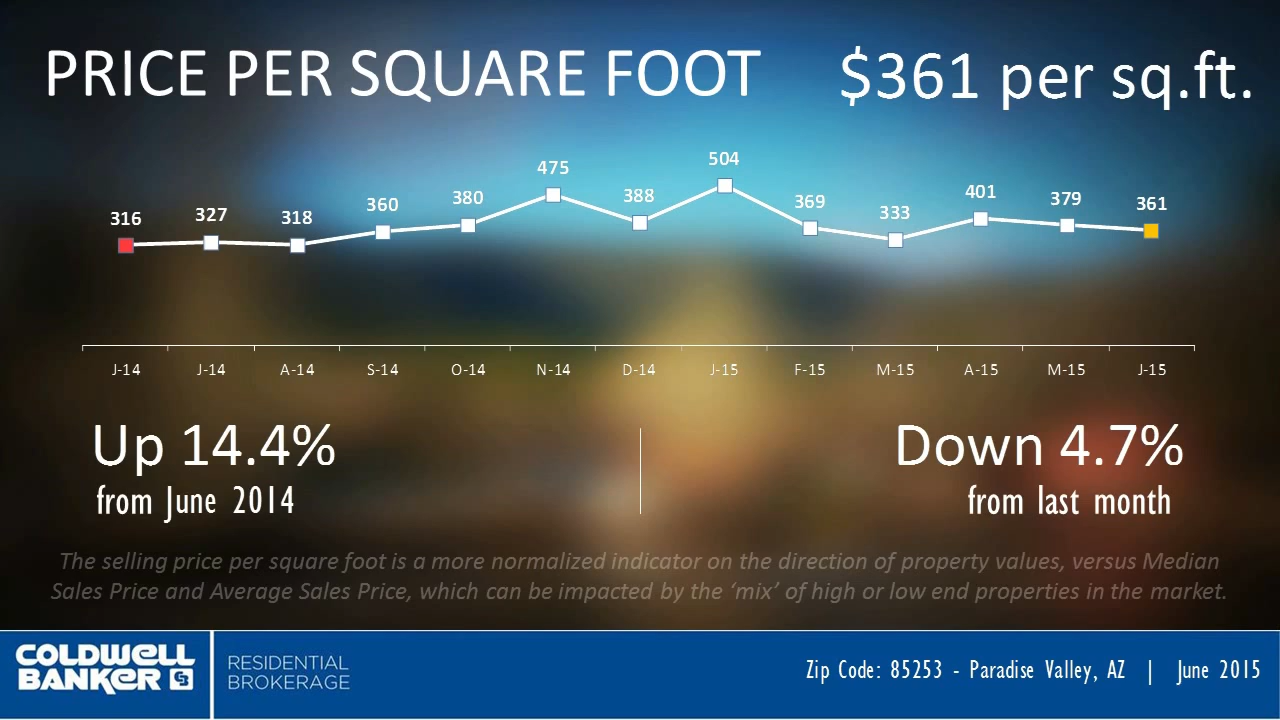 PRICE PER SQUARE FOOT $361 per sq.ft.
316 327 318 360 380 475 388 504 369 333 401 379 361
J-14 J-14 A-14 S-14 O-14 N-14 D-14 J-15 F-15 M-15 A-15 M-15 J-15
Up 14.4%
from June 2014
Down 4.7%
from last month
The selling price per square foot is a more normalized indicator on the direction of property values, versus Median
Sales Price and Average Sales Price, which can be impacted by the ‘mix’ of high or low end properties in the market.
COLDWELL
BANKER CB
RESIDENTIAL
BROKERAGE
Zip Code: 85253 - Paradise Valley, AZ | June 2015